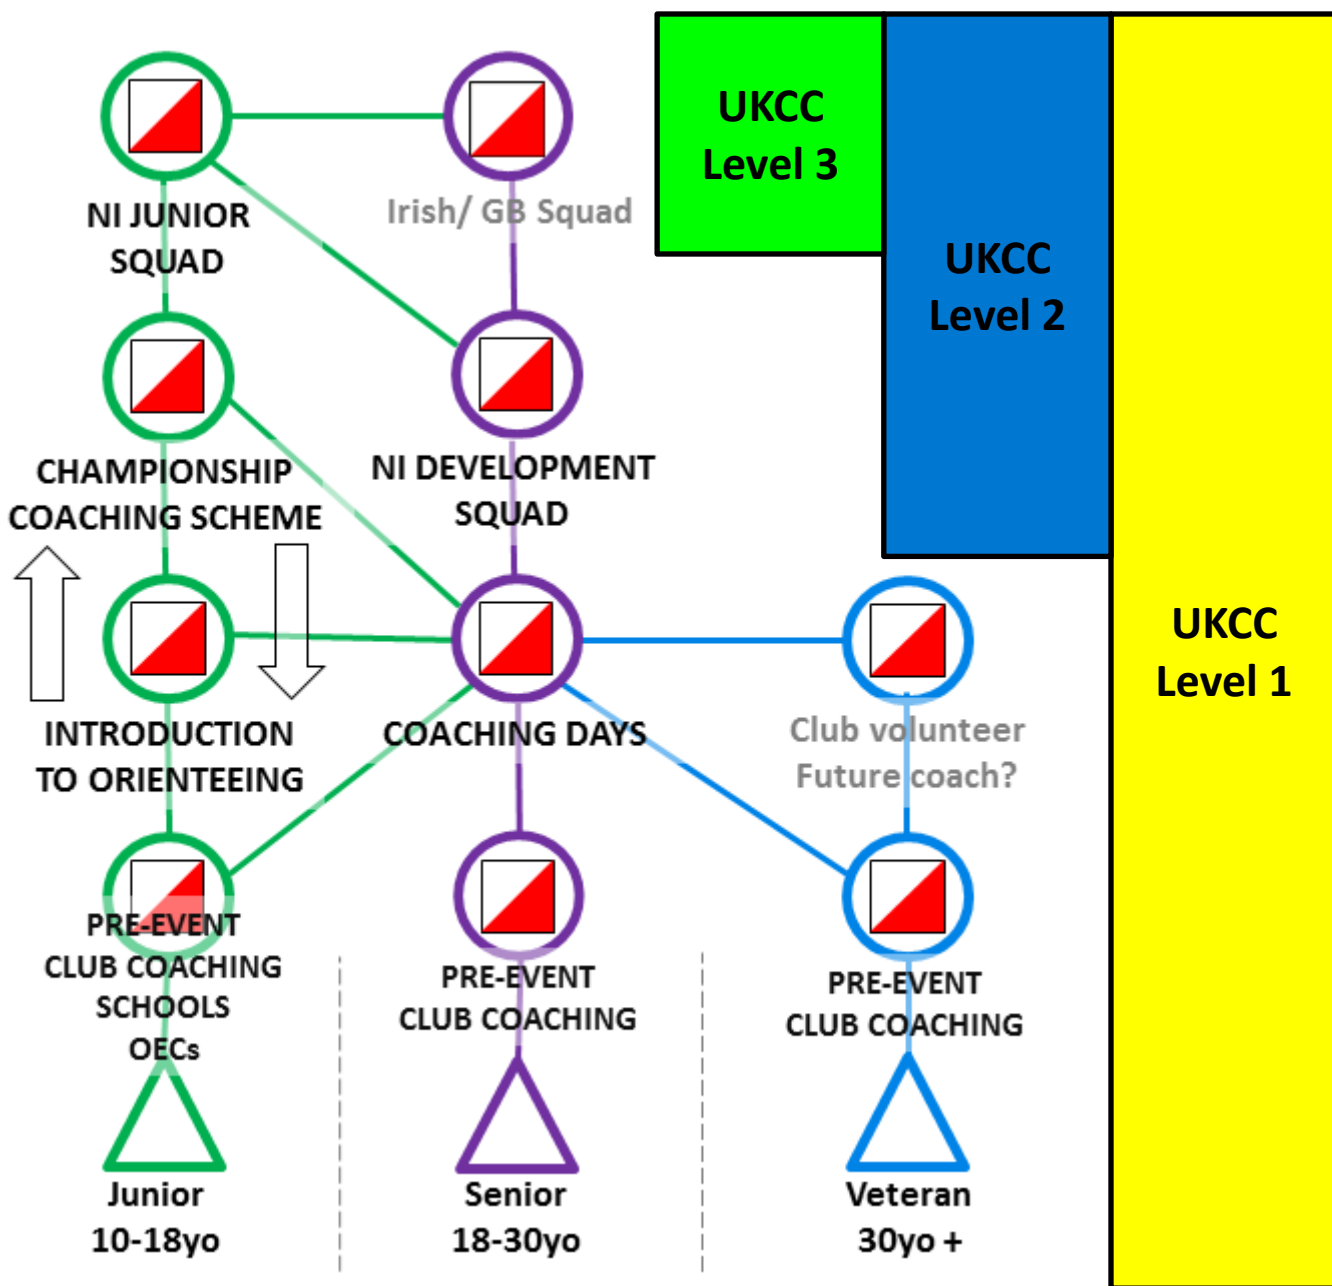 NI JUNIOR
SQUAD
Irish/ GB Squad
UKCC
Level 3
UKCC
Level 2
UKCC
Level 1
CHAMPIONSHIP
COACHING SCHEME
NI DEVELOPMENT
SQUAD
INTRODUCTION
TO ORIENTEEING
COACHING DAYS
Club volunteer
Future coach?
PRE-EVENT
CLUB COACHING
SCHOOLS
OECs
PRE-EVENT
CLUB COACHING
PRE-EVENT
CLUB COACHING
Junior
10-18yo
Senior
18-30yo
Veteran
30yo +